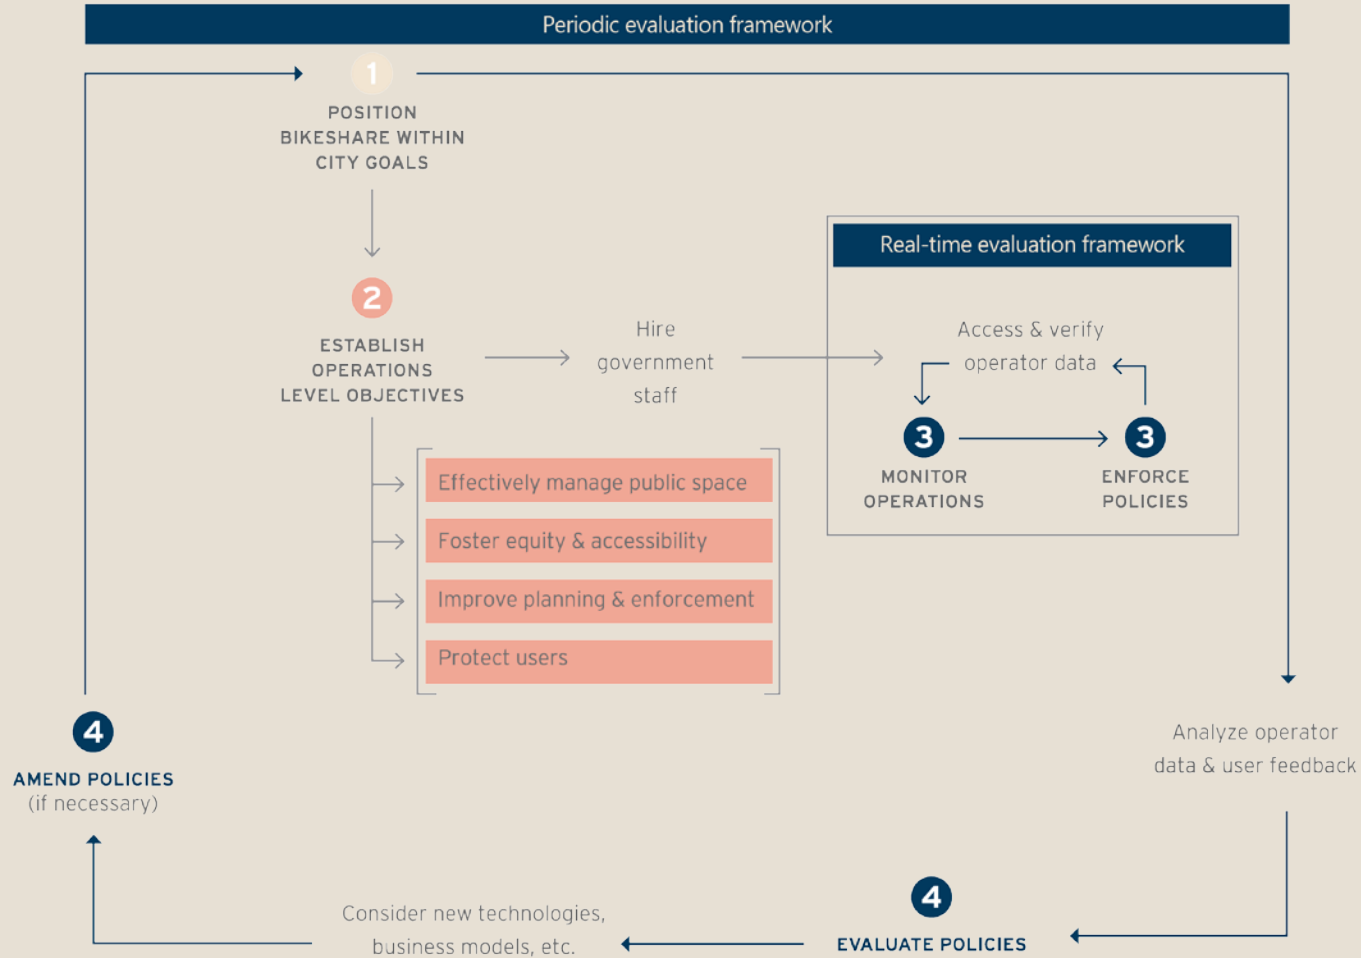 Periodic evaluation framework
1
POSITION
BIKESHARE WITHIN
CITY GOALS
2
ESTABLISH
OPERATIONS
LEVEL OBJECTIVES
Hire
government
staff
Real-time evaluation framework
Access & verify
operator data
3
MONITOR
OPERATIONS
3
ENFORCE
POLICIES
Effectively manage public space
Foster equity & accessibility
Improve planning & enforcement
Protect users
Analyze operator
data & user feedback
4
EVALUATE POLICIES
Consider new technologies,
business models, etc.
4
AMEND POLICIES
(if necessary)